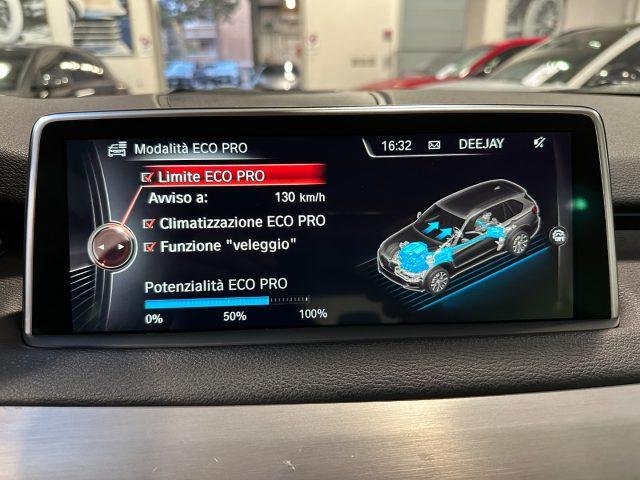 Modalità ECO PRO
16:32 DEEJAY
Limite ECO PRO
Avviso a: 130 km/h
Climatizzazione ECO PRO
Funzione "veleggio"
Potenzialità ECO PRO
0% 50% 100%